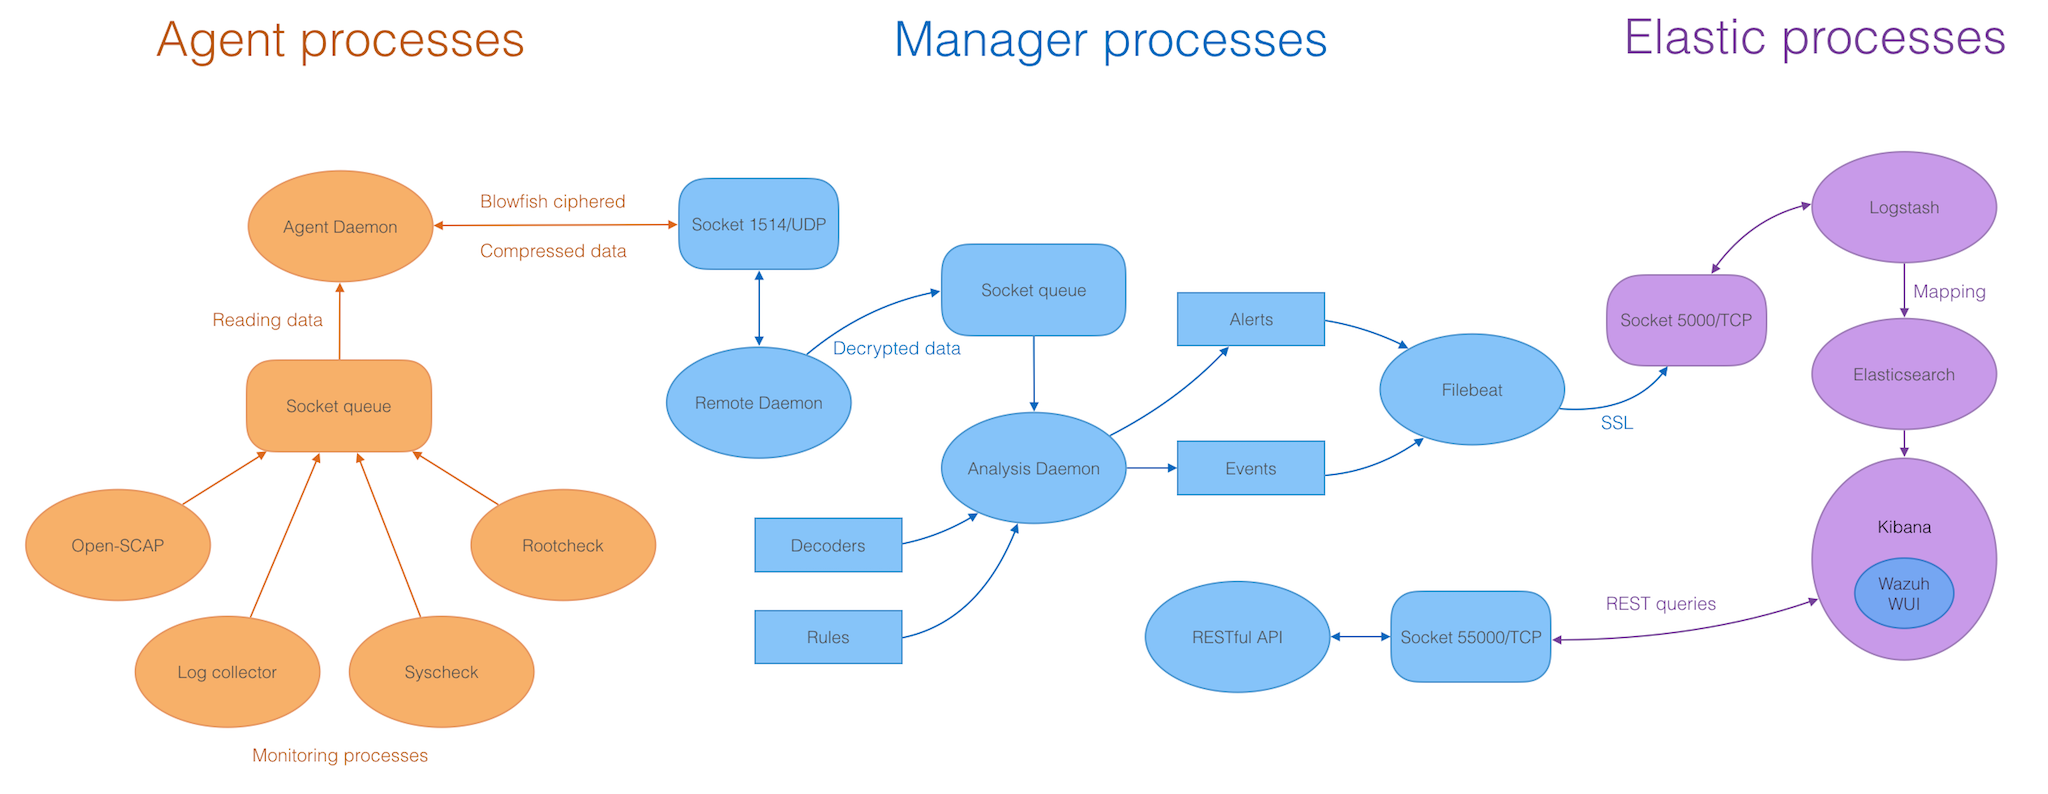 Agent processes
Manager processes
Elastic processes
Agent Daemon
Blowfish ciphered
Compressed data
Reading data
Socket queue
Open-SCAP
Rootcheck
Log collector
Syscheck
Monitoring processes
Socket 1514/UDP
Remote Daemon
Decrypted data
Socket queue
Analysis Daemon
Decoders
Rules
Alerts
Events
Filebeat
SSL
RESTful API
Socket 55000/TCP
REST queries
Logstash
Socket 5000/TCP
Mapping
Elasticsearch
Kibana
Wazuh
WUI